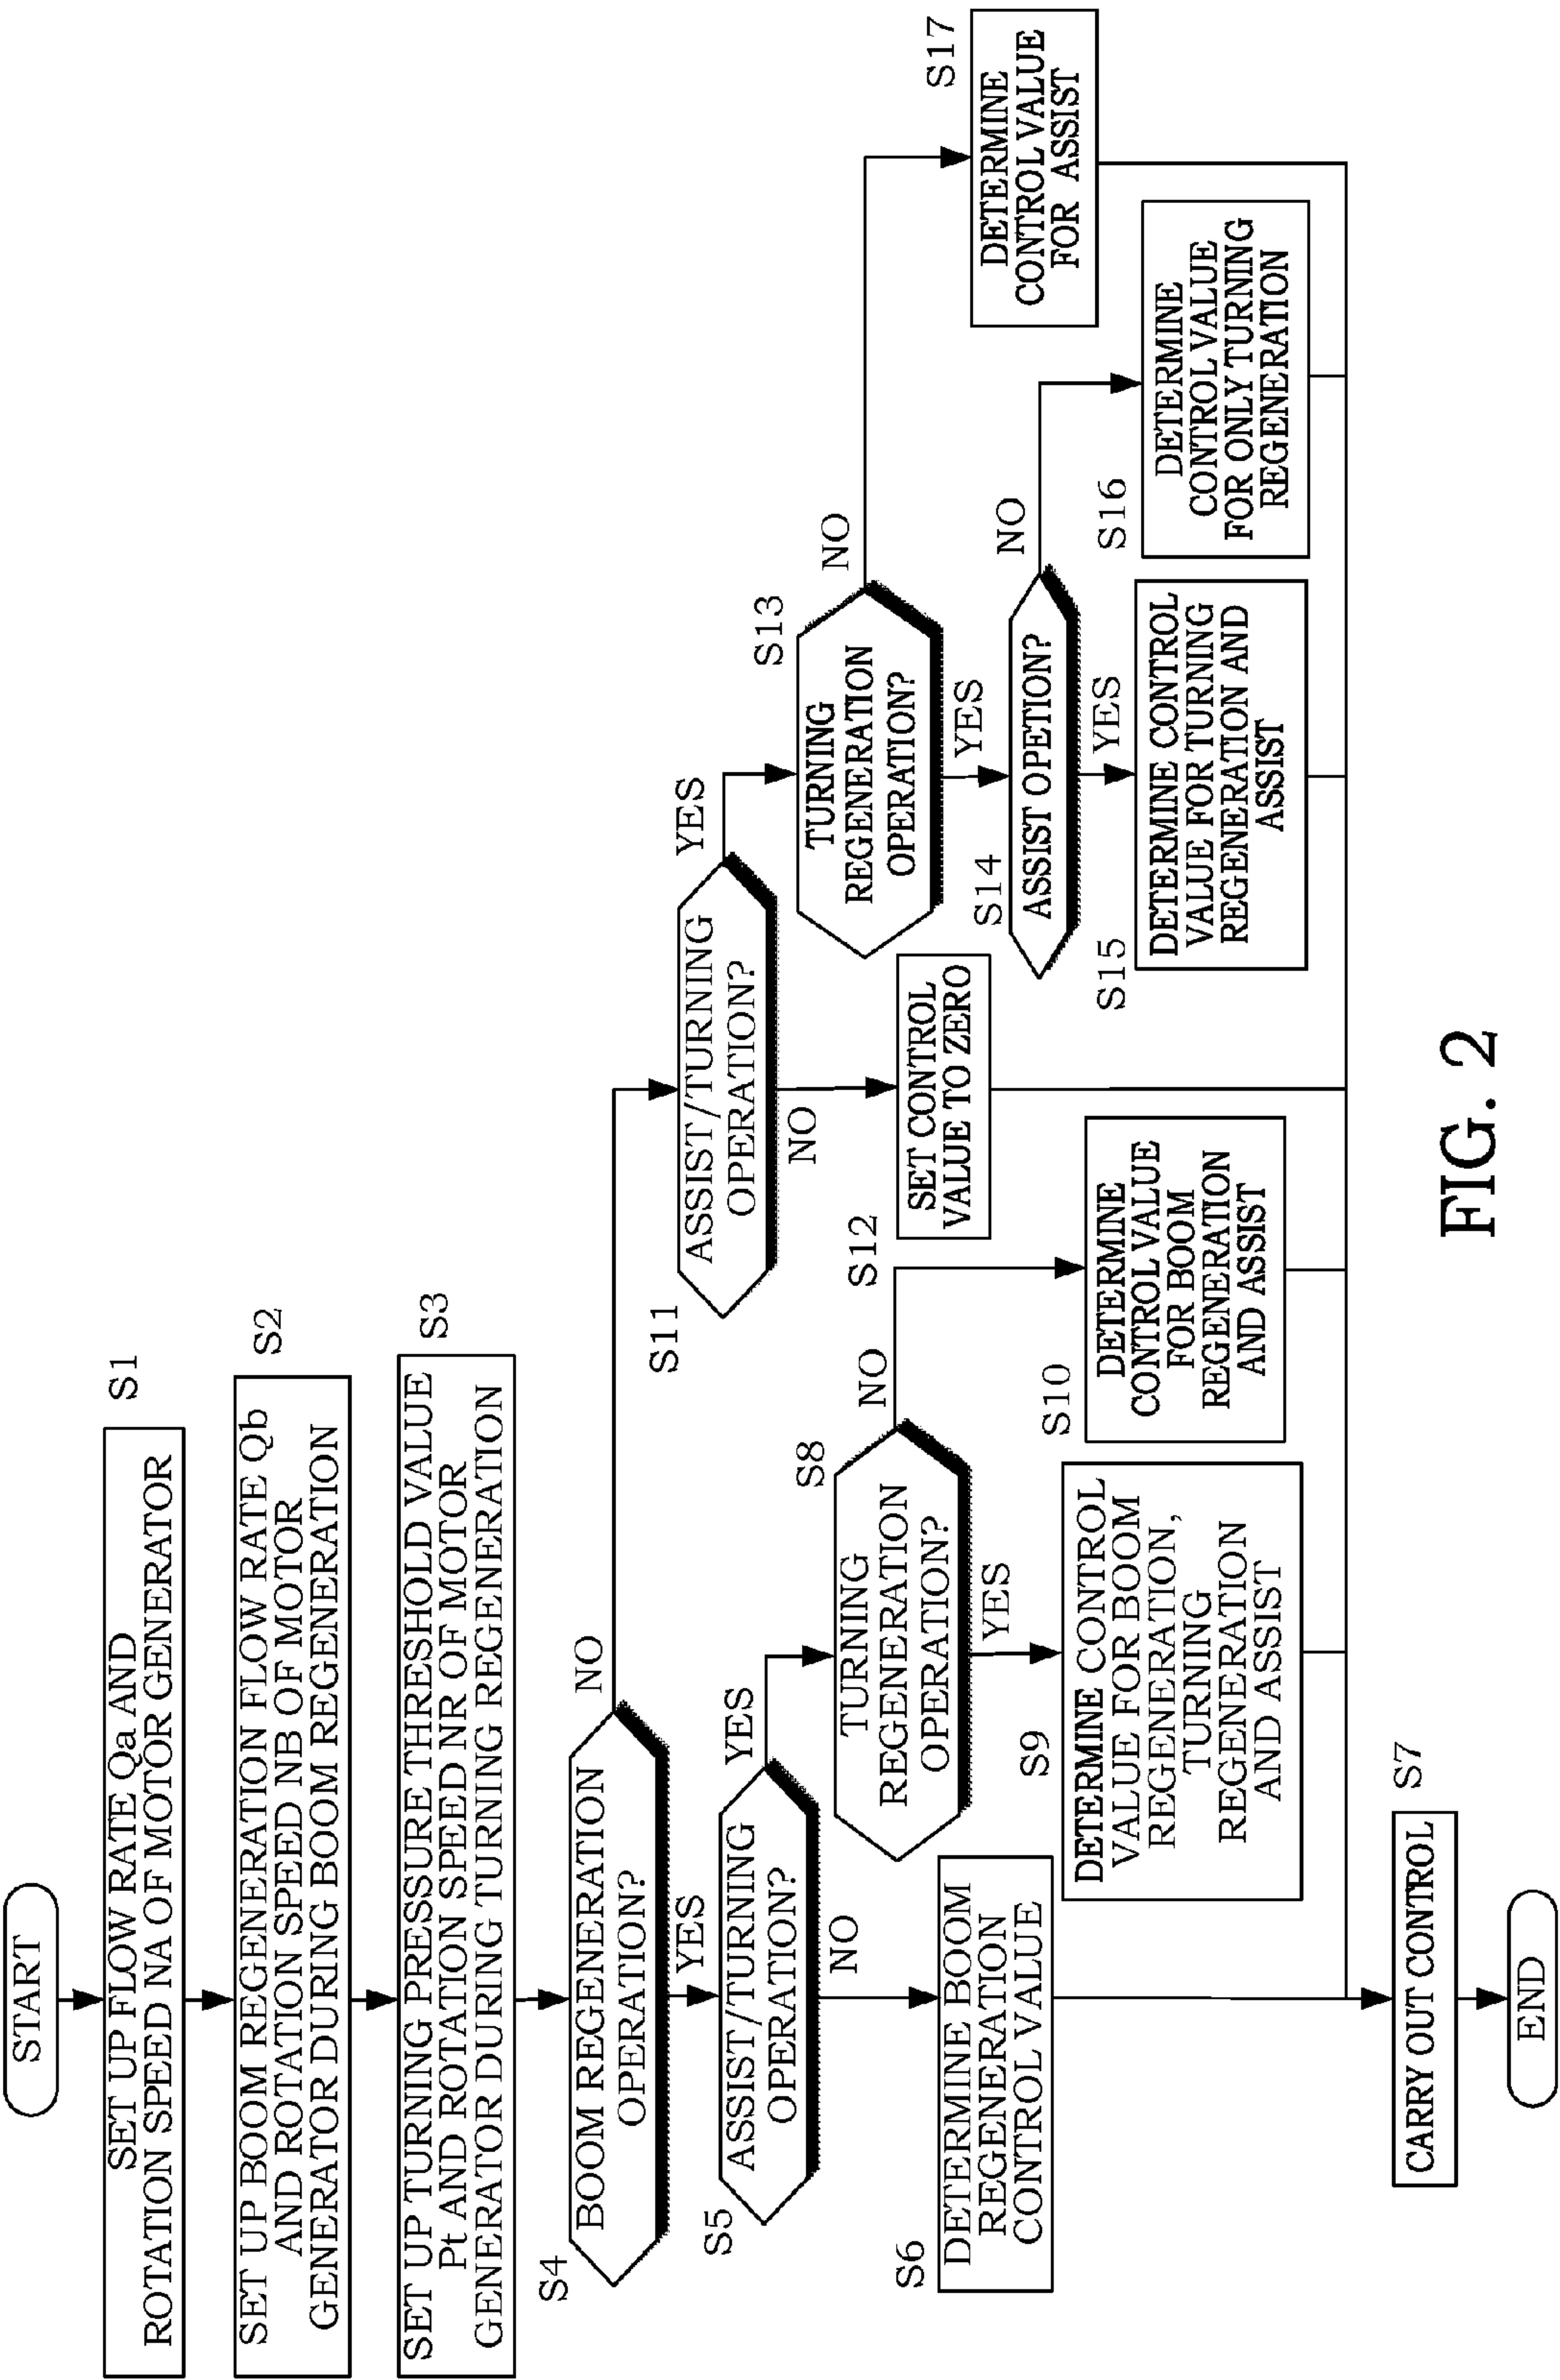 START
S1
SET UP FLOW RATE Qa AND
ROTATION SPEED NA OF MOTOR GENERATOR
S2
SET UP BOOM REGENERATION FLOW RATE Qb
AND ROTATION SPEED NB OF MOTOR
GENERATOR DURING BOOM REGENERATION
S3
SET UP TURNING PRESSURE THRESHOLD VALUE
Pt AND ROTATION SPEED NR OF MOTOR
GENERATOR DURING TURNING REGENERATION
S4
BOOM REGENERATION
OPERATION?
NO
YES
S5
ASSIST/TURNING
OPERATION?
YES
NO
S6
DETERMINE BOOM
REGENERATION
CONTROL VALUE
S8
TURNING
REGENERATION
OPERATION?
NO
YES
S9
DETERMINE CONTROL
VALUE FOR BOOM
REGENERATION,
TURNING
REGENERATION
AND ASSIST
S10
DETERMINE
CONTROL VALUE
FOR BOOM
REGENERATION
AND ASSIST
S11
ASSIST/TURNING
OPERATION?
YES
NO
S12
SET CONTROL
VALUE TO ZERO
S13
TURNING
REGENERATION
OPERATION?
NO
YES
S14
ASSIST OPETION?
NO
YES
S15
DETERMINE CONTROL
VALUE FOR TURNING
REGENERATION AND
ASSIST
S16
DETERMINE
CONTROL VALUE
FOR ONLY TURNING
REGENERATION
S17
DETERMINE
CONTROL VALUE
FOR ASSIST
S7
CARRY OUT CONTROL
END
FIG. 2